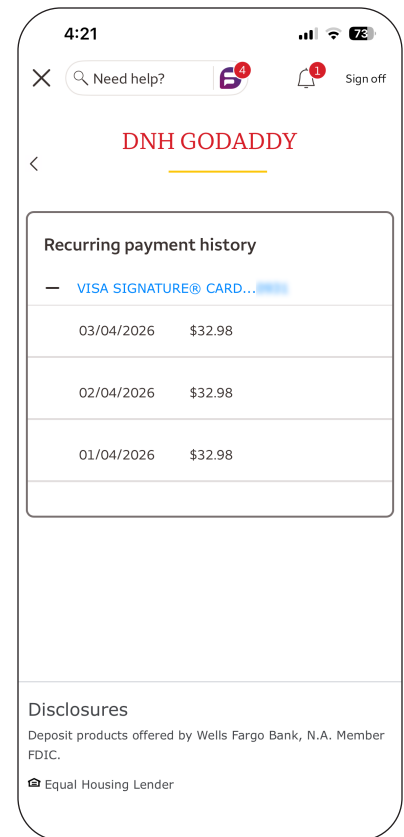 4:21
73
Need help?
4
1
Sign off
DNH GODADDY
Recurring payment history
VISA SIGNATURE® CARD...
03/04/2026 $32.98
02/04/2026 $32.98
01/04/2026 $32.98
Disclosures
Deposit products offered by Wells Fargo Bank, N.A. Member
FDIC.
Equal Housing Lender